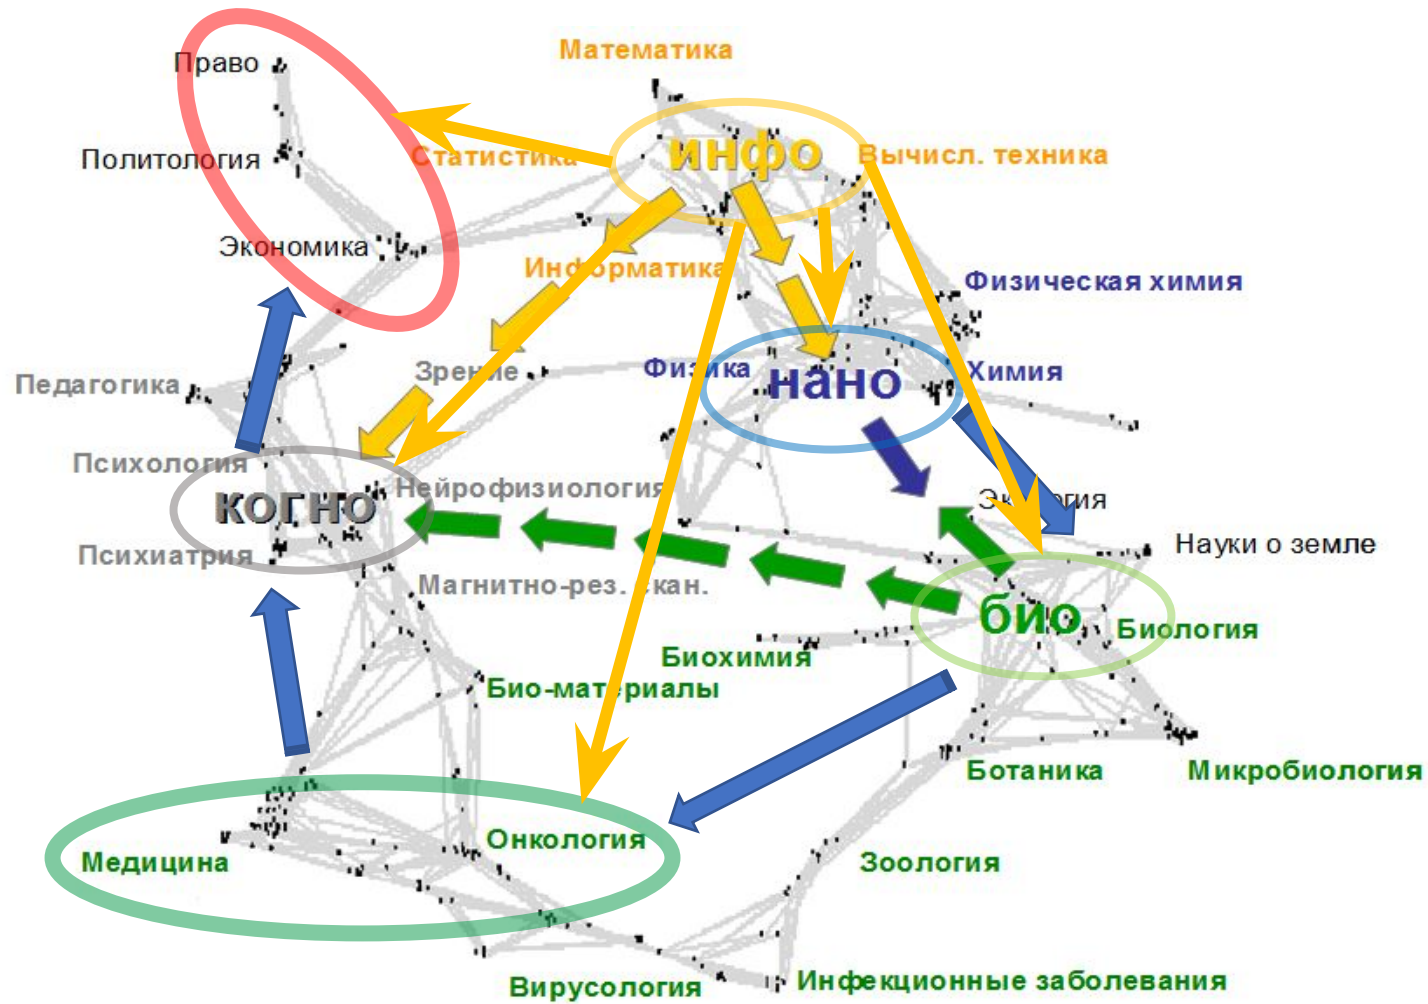 Математика
Право
инфо
Политология
Статистика
Вычисл. техника
Экономика
Информатика
Физическая химия
Зрение
Физика
нано
Химия
Педагогика
Психология
когно
Нейрофизиология
Экология
Психиатрия
Науки о земле
Магнитно-рез. скан.
био
Биология
Биохимия
Био-материалы
Ботаника
Микробиология
Онкология
Медицина
Зоология
Вирусология
Инфекционные заболевания